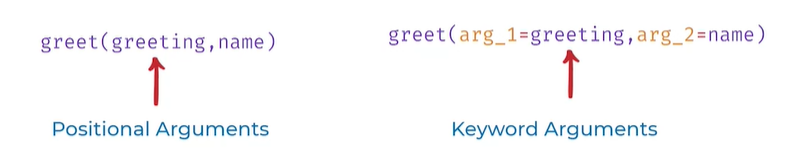 greet(greeting,name)
greet(arg_1=greeting,arg_2=name)
Positional Arguments
Keyword Arguments